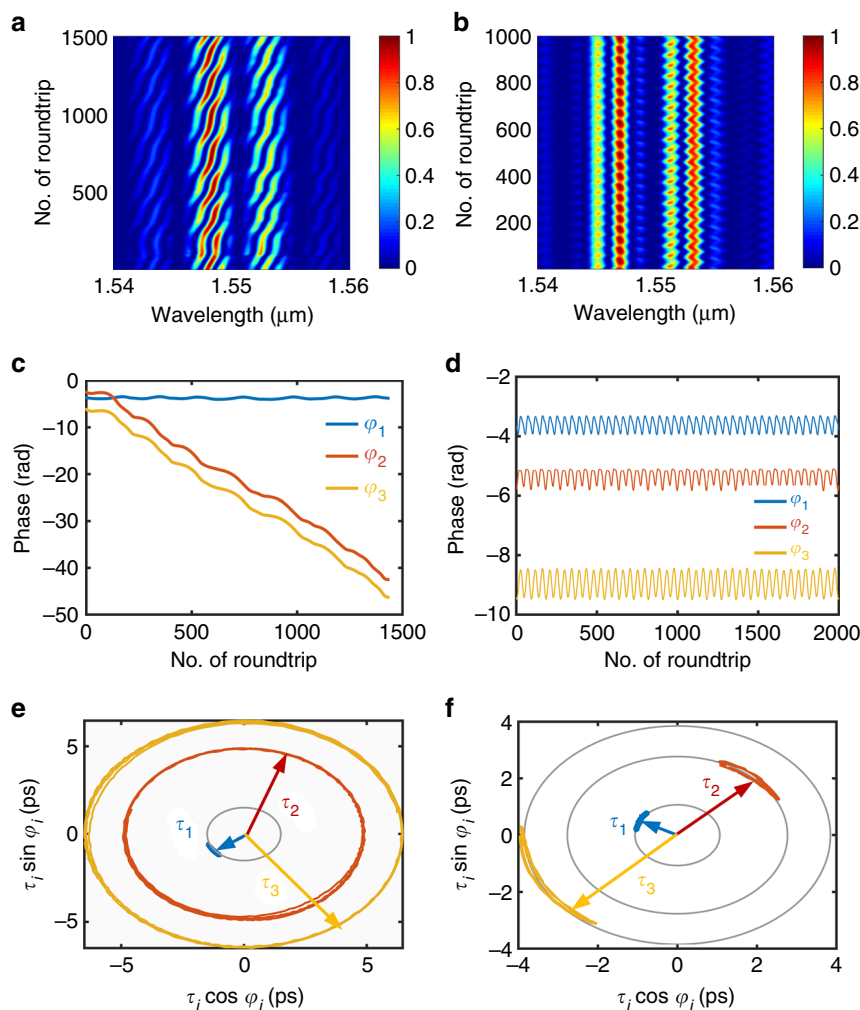 a
1500
1000
500
No. of roundtrip
1.54
1.55
1.56
Wavelength (μm)
1
0.8
0.6
0.4
0.2
0
b
1000
800
600
400
200
No. of roundtrip
1.54
1.55
1.56
Wavelength (μm)
1
0.8
0.6
0.4
0.2
0
c
0
–10
–20
–30
–40
–50
Phase (rad)
φ1
φ2
φ3
0
500
1000
1500
No. of roundtrip
d
–2
–4
–6
–8
–10
Phase (rad)
φ1
φ2
φ3
0
500
1000
1500
2000
No. of roundtrip
e
5
0
–5
τi sin φi (ps)
τ1
τ2
τ3
–5
0
5
τi cos φi (ps)
f
4
2
0
–2
–4
τi sin φi (ps)
τ1
τ2
τ3
–4
–2
0
2
4
τi cos φi (ps)